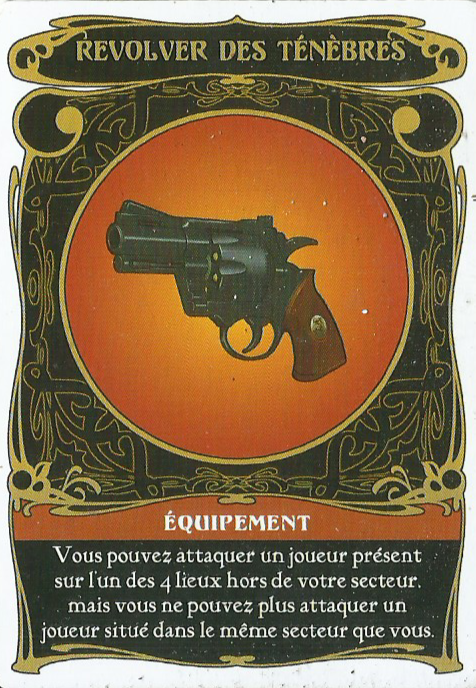 REVOLVER DES TÉNÈBRES
ÉQUIPEMENT
Vous pouvez attaquer un joueur présent
sur l'un des 4 lieux hors de votre secteur,
mais vous ne pouvez plus attaquer un
joueur situé dans le même secteur que vous.